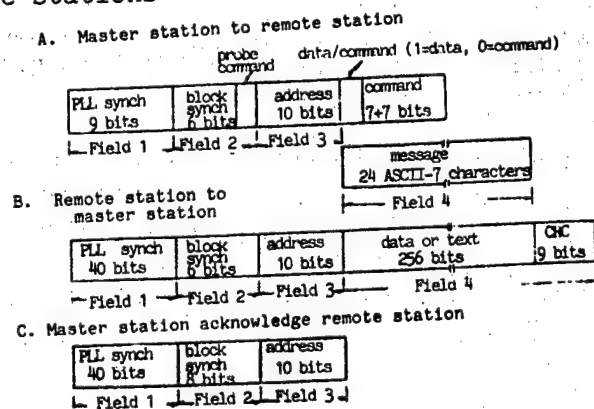 C Stations
A. Master station to remote station
probe command
data/command (1=data, 0=command)
PLL synch 9 bits
block synch 6 bits
address 10 bits
command 7+7 bits
Field 1
Field 2
Field 3
message
24 ASCII-7 characters
Field 4
B. Remote station to
master station
PLL synch 40 bits
block synch 6 bits
address 10 bits
data or text 256 bits
CHC 9 bits
Field 1
Field 2
Field 3
Field 4
C. Master station acknowledge remote station
PLL synch 40 bits
block synch 8 bits
address 10 bits
Field 1
Field 2
Field 3